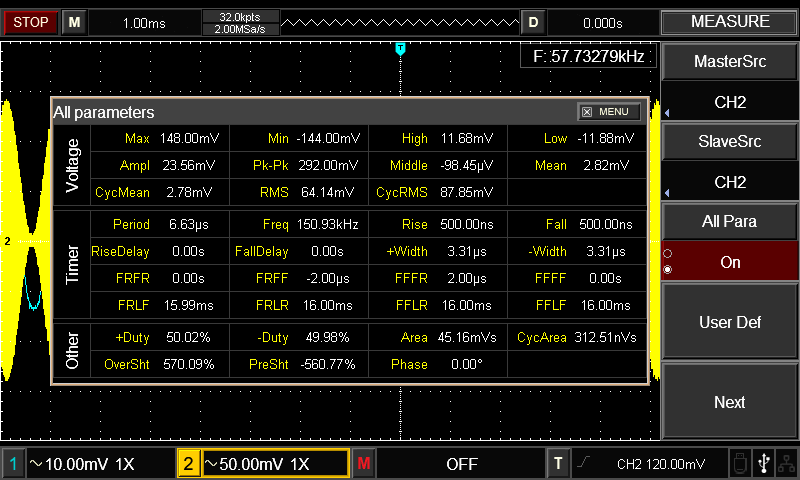 STOP M 1.00ms 32.0kpts 2.00MSa/s D 0.000s MEASURE
T
F: 57.73279kHz
MasterSrc
CH2
SlaveSrc
CH2
All Para
On
User Def
Next
All parameters MENU
Voltage
Max 148.00mV Min -144.00mV High 11.68mV Low -11.88mV
Ampl 23.56mV Pk-Pk 292.00mV Middle -98.45µV Mean 2.82mV
CycMean 2.78mV RMS 64.14mV CycRMS 87.85mV
Timer
Period 6.63µs Freq 150.93kHz Rise 500.00ns Fall 500.00ns
RiseDelay 0.00s FallDelay 0.00s +Width 3.31µs -Width 3.31µs
FRFR 0.00s FRFF -2.00µs FFFR 2.00µs FFFF 0.00s
FRLF 15.99ms FRLR 16.00ms FFLR 16.00ms FFLF 16.00ms
Other
+Duty 50.02% -Duty 49.98% Area 45.16mVs CycArea 312.51nVs
OverSht 570.09% PreSht -560.77% Phase 0.00°
2
1 ~10.00mV 1X 2 ~50.00mV 1X M OFF T CH2 120.00mV